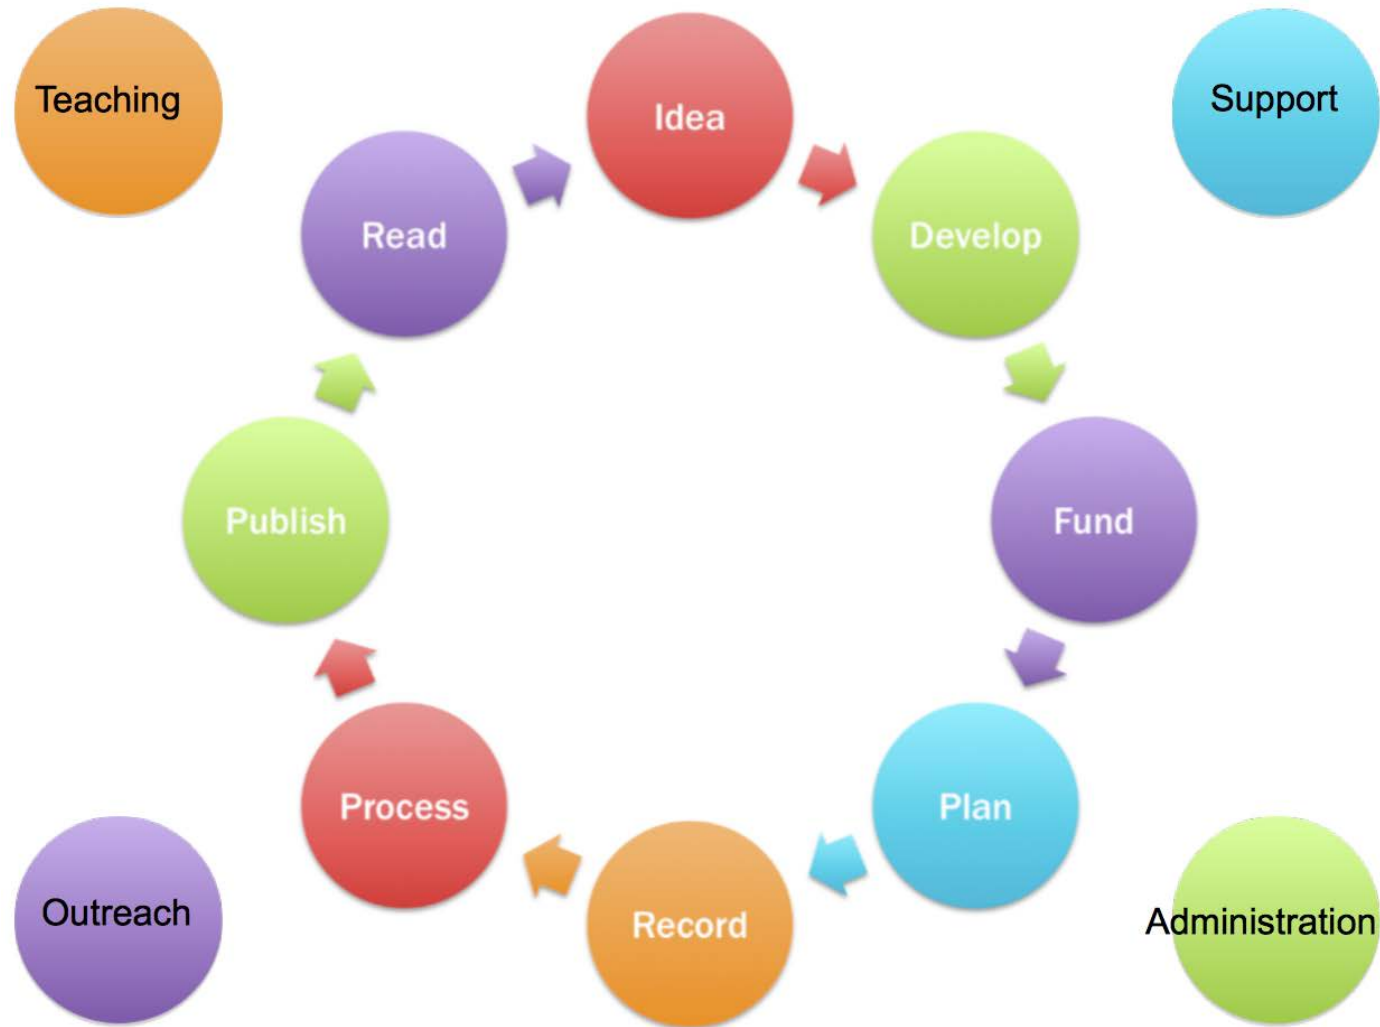 Teaching
Idea
Support
Read
Develop
Publish
Fund
Process
Plan
Outreach
Record
Administration